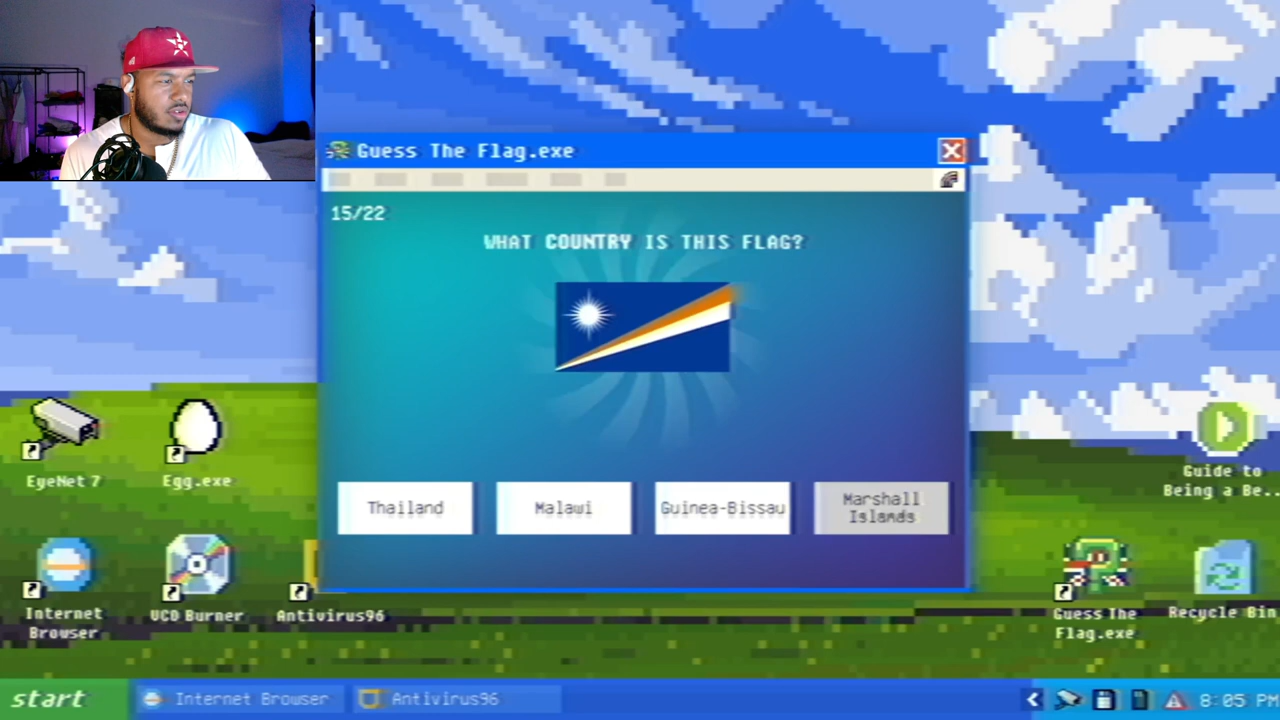 Guess The Flag.exe
15/22
WHAT COUNTRY IS THIS FLAG?
Thailand
Malawi
Guinea-Bissau
Marshall
Islands
EyeNet 7
Egg.exe
Guide to
Being a Be..
Internet
Browser
VCD Burner
Antivirus96
Guess The
Flag.exe
Recycle Bin
start
Internet Browser
Antivirus96
8:05 PM